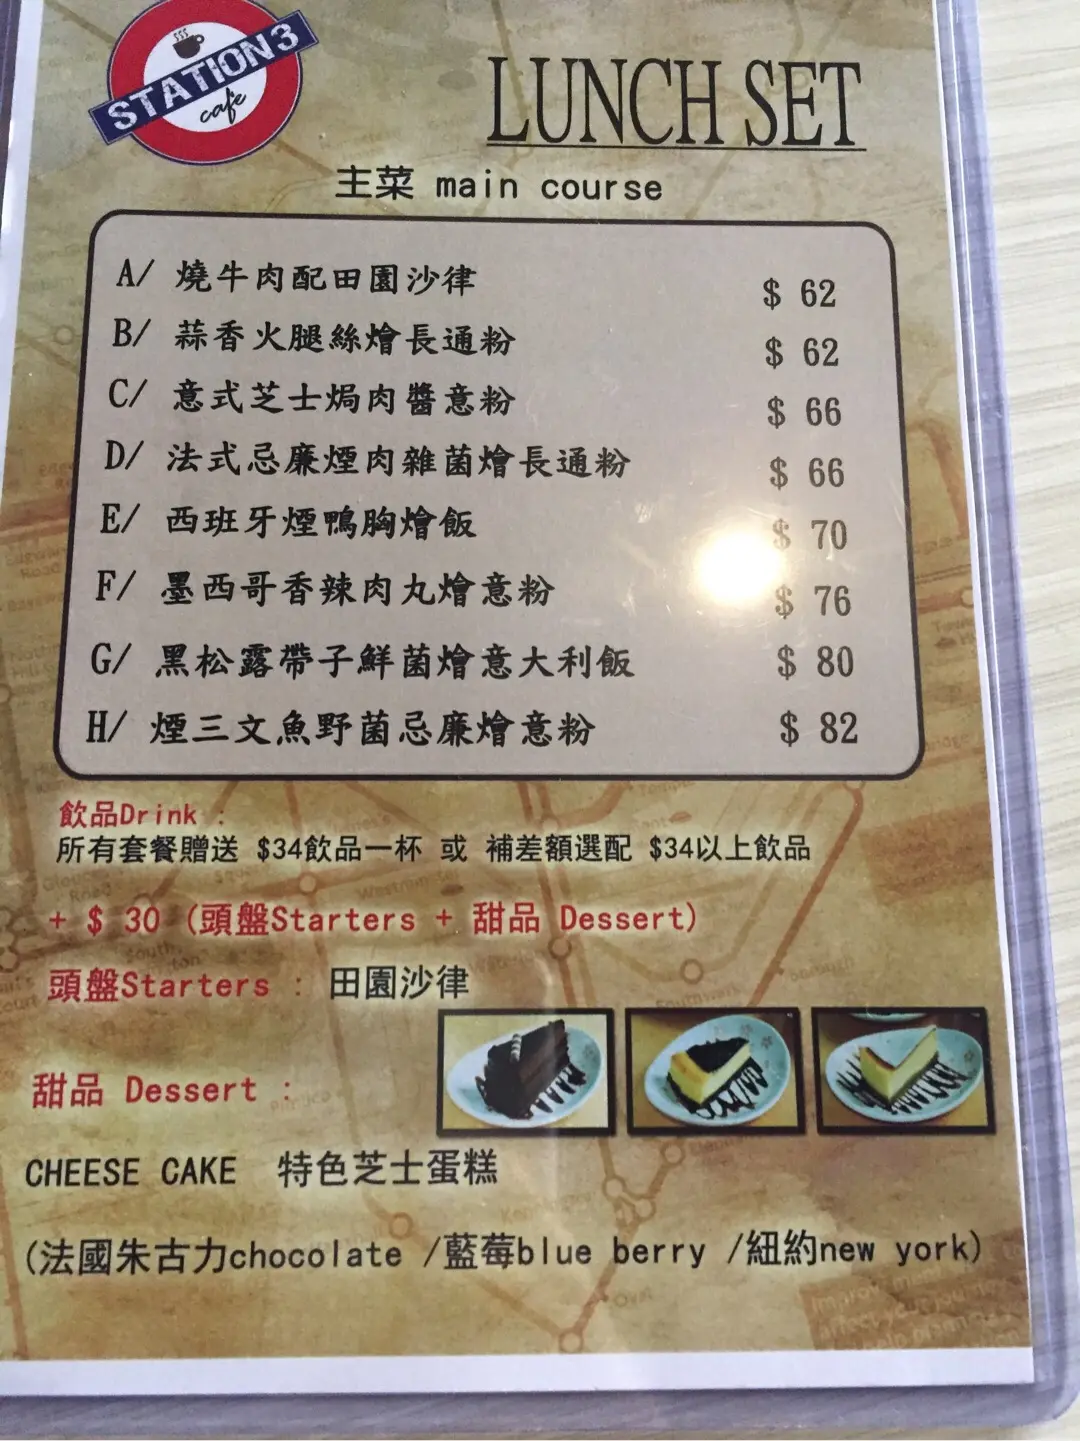 STATION3
cafe
LUNCH SET
主菜 main course
A/ 燒牛肉配田園沙律 $ 62
B/ 蒜香火腿絲燴長通粉 $ 62
C/ 意式芝士焗肉醬意粉 $ 66
D/ 法式忌廉煙肉雜菌燴長通粉 $ 66
E/ 西班牙煙鴨胸燴飯 $ 70
F/ 墨西哥香辣肉丸燴意粉 $ 76
G/ 黑松露帶子鮮菌燴意大利飯 $ 80
H/ 煙三文魚野菌忌廉燴意粉 $ 82
飲品Drink :
所有套餐贈送 $34飲品一杯 或 補差額選配 $34以上飲品
+ $ 30 (頭盤Starters + 甜品 Dessert)
頭盤Starters : 田園沙律
甜品 Dessert :
CHEESE CAKE 特色芝士蛋糕
(法國朱古力chocolate /藍莓blue berry /紐約new york)